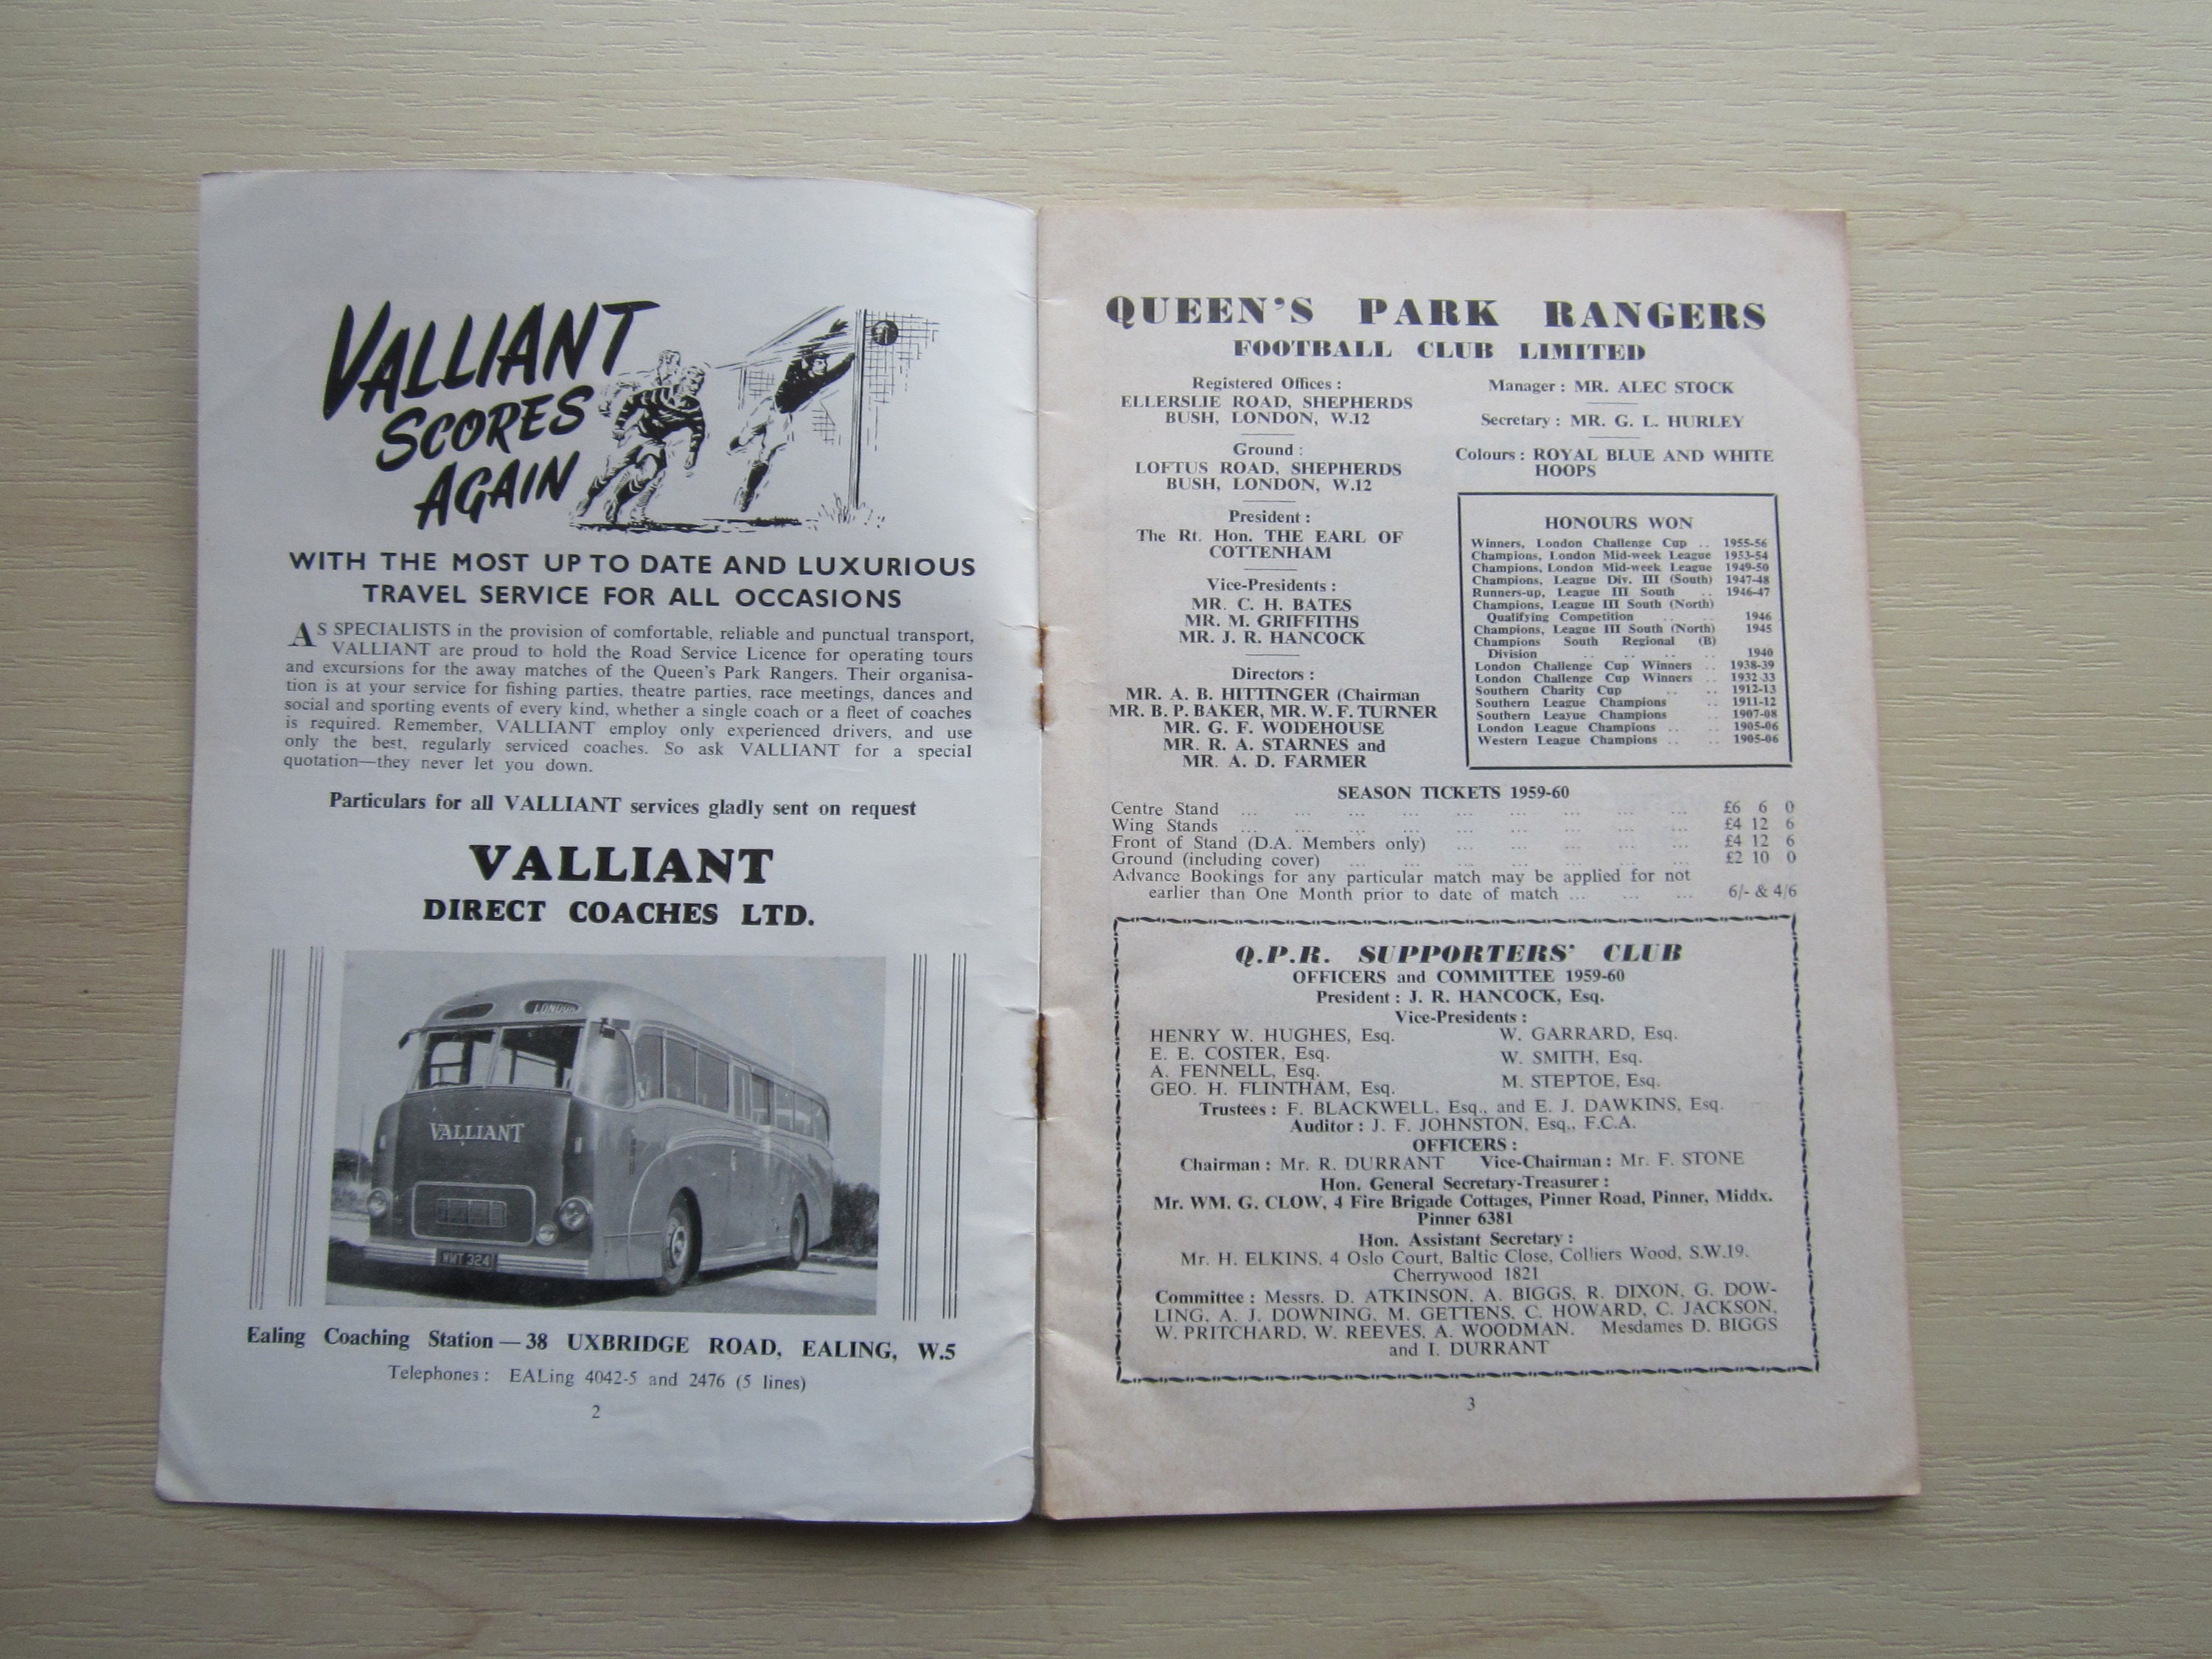 VALLIANT
SCORES
AGAIN
WITH THE MOST UP TO DATE AND LUXURIOUS
TRAVEL SERVICE FOR ALL OCCASIONS
AS SPECIALISTS in the provision of comfortable, reliable and punctual transport,
VALLIANT are proud to hold the Road Service Licence for operating tours
and excursions for the away matches of the Queen's Park Rangers. Their organisa-
tion is at your service for fishing parties, theatre parties, race meetings, dances and
social and sporting events of every kind, whether a single coach or a fleet of coaches
is required. Remember, VALLIANT employ only experienced drivers, and use
only the best, regularly serviced coaches. So ask VALLIANT for a special
quotation—they never let you down.
Particulars for all VALLIANT services gladly sent on request
VALLIANT
DIRECT COACHES LTD.
LONDON
VALLIANT
WMT 324
Ealing Coaching Station — 38 UXBRIDGE ROAD, EALING, W.5
Telephones : EALing 4042-5 and 2476 (5 lines)
2
QUEEN'S PARK RANGERS
FOOTBALL CLUB LIMITED
Registered Offices :
ELLERSLIE ROAD, SHEPHERDS
BUSH, LONDON, W.12
Ground :
LOFTUS ROAD, SHEPHERDS
BUSH, LONDON, W.12
President :
The Rt. Hon. THE EARL OF
COTTENHAM
Vice-Presidents :
MR. C. H. BATES
MR. M. GRIFFITHS
MR. J. R. HANCOCK
Directors :
MR. A. B. HITTINGER (Chairman
MR. B. P. BAKER, MR. W. F. TURNER
MR. G. F. WODEHOUSE
MR. R. A. STARNES and
MR. A. D. FARMER
Manager : MR. ALEC STOCK
Secretary : MR. G. L. HURLEY
Colours : ROYAL BLUE AND WHITE
HOOPS
HONOURS WON
Winners, London Challenge Cup .. 1955-56
Champions, London Mid-week League 1953-54
Champions, London Mid-week League 1949-50
Champions, League Div. III (South) 1947-48
Runners-up, League III South .. 1946-47
Champions, League III South (North)
Qualifying Competition .. .. 1946
Champions, League III South (North) 1945
Champions South Regional (B)
Division .. .. .. .. 1940
London Challenge Cup Winners .. 1938-39
London Challenge Cup Winners .. 1932-33
Southern Charity Cup .. .. 1912-13
Southern League Champions .. 1911-12
Southern Leayue Champions .. 1907-08
London League Champions .. .. 1905-06
Western League Champions .. .. 1905-06
SEASON TICKETS 1959-60
Centre Stand ... ... ... ... ... ... ... ... ... £6 6 0
Wing Stands ... ... ... ... ... ... ... ... ... £4 12 6
Front of Stand (D.A. Members only) ... ... ... ... ... £4 12 6
Ground (including cover) ... ... ... ... ... ... ... £2 10 0
Advance Bookings for any particular match may be applied for not
earlier than One Month prior to date of match ... ... ... 6/- & 4/6
Q.P.R. SUPPORTERS' CLUB
OFFICERS and COMMITTEE 1959-60
President : J. R. HANCOCK, Esq.
Vice-Presidents :
HENRY W. HUGHES, Esq.
E. E. COSTER, Esq.
A. FENNELL, Esq.
GEO. H. FLINTHAM, Esq.
W. GARRARD, Esq.
W. SMITH, Esq.
M. STEPTOE, Esq.
Trustees : F. BLACKWELL, Esq., and E. J. DAWKINS, Esq.
Auditor : J. F. JOHNSTON, Esq., F.C.A.
OFFICERS :
Chairman : Mr. R. DURRANT Vice-Chairman : Mr. F. STONE
Hon. General Secretary-Treasurer :
Mr. WM. G. CLOW, 4 Fire Brigade Cottages, Pinner Road, Pinner, Middx.
Pinner 6381
Hon. Assistant Secretary :
Mr. H. ELKINS, 4 Oslo Court, Baltic Close, Colliers Wood, S.W.19.
Cherrywood 1821
Committee : Messrs. D. ATKINSON, A. BIGGS, R. DIXON, G. DOW-
LING, A. J. DOWNING, M. GETTENS, C. HOWARD, C. JACKSON,
W. PRITCHARD, W. REEVES, A. WOODMAN. Mesdames D. BIGGS
and I. DURRANT
3